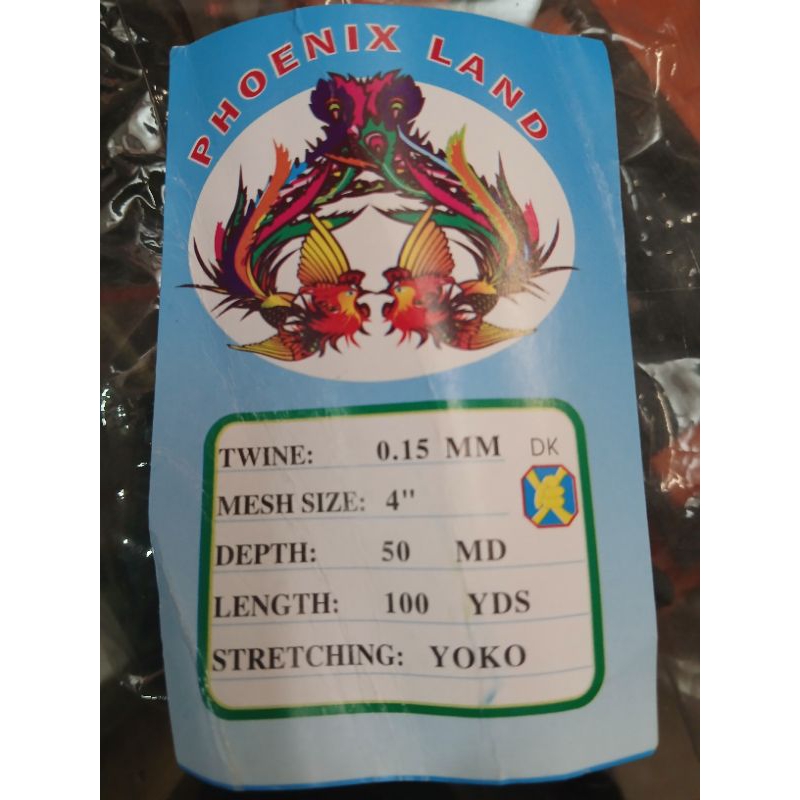 PHOENIX LAND
TWINE: 0.15 MM DK
MESH SIZE: 4"
DEPTH: 50 MD
LENGTH: 100 YDS
STRETCHING: YOKO